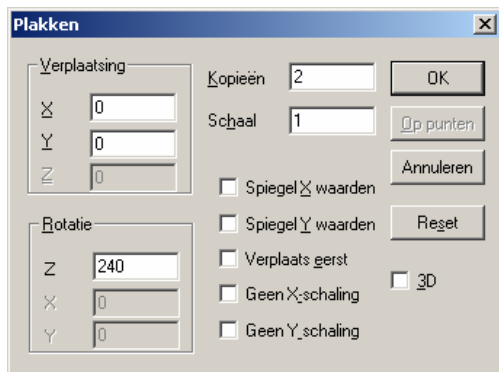 Plakken
Verplaatsing
X 0
Y 0
Z 0
Rotatie
Z 240
X 0
Y 0
Kopieën 2
Schaal 1
Spiegel X waarden
Spiegel Y waarden
Verplaats eerst
Geen X-schaling
Geen Y_schaling
OK
Op punten
Annuleren
Reset
3D